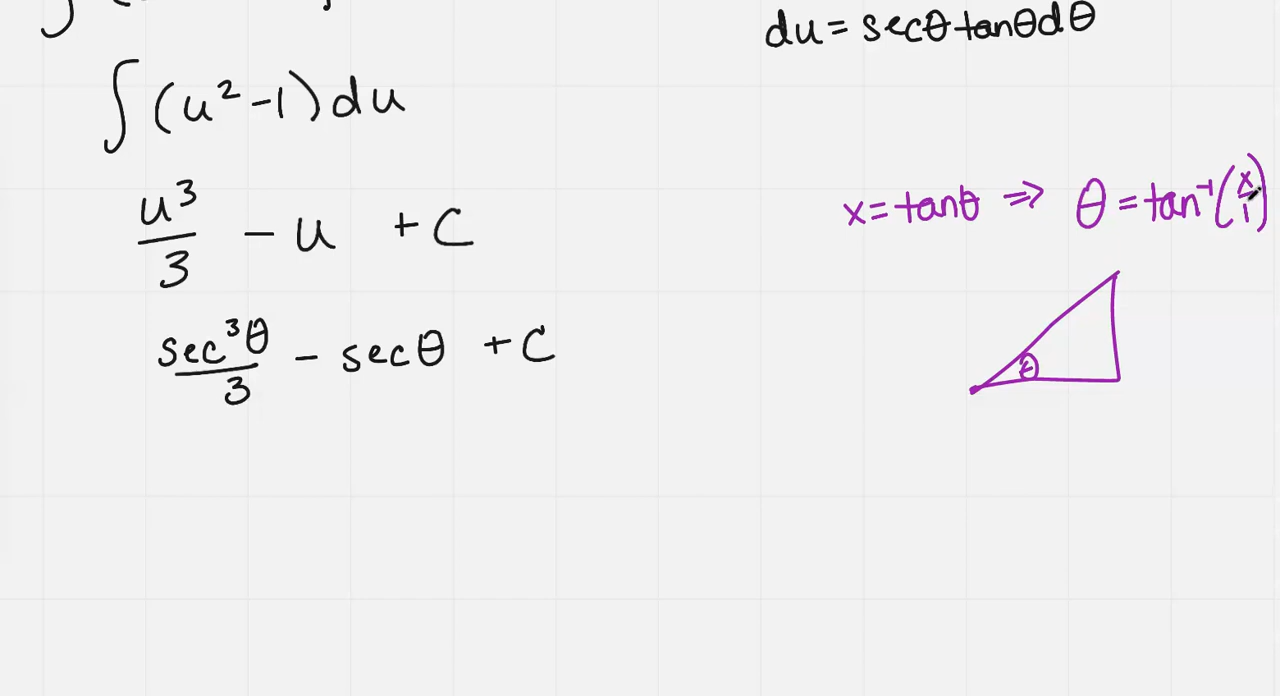 du = secθ tanθ dθ
∫ (u² - 1) du
u³/3 - u + C
x = tanθ ⇒ θ = tan⁻¹(x/1)
sec³θ/3 - secθ + C
θ